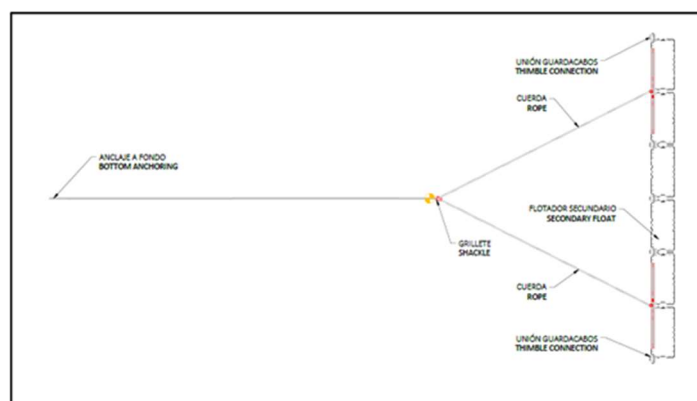 UNIÓN GUARDACABOS
THIMBLE CONNECTION
CUERDA
ROPE
ANCLAJE A FONDO
BOTTOM ANCHORING
FLOTADOR SECUNDARIO
SECONDARY FLOAT
GRILLETE
SHACKLE
CUERDA
ROPE
UNIÓN GUARDACABOS
THIMBLE CONNECTION